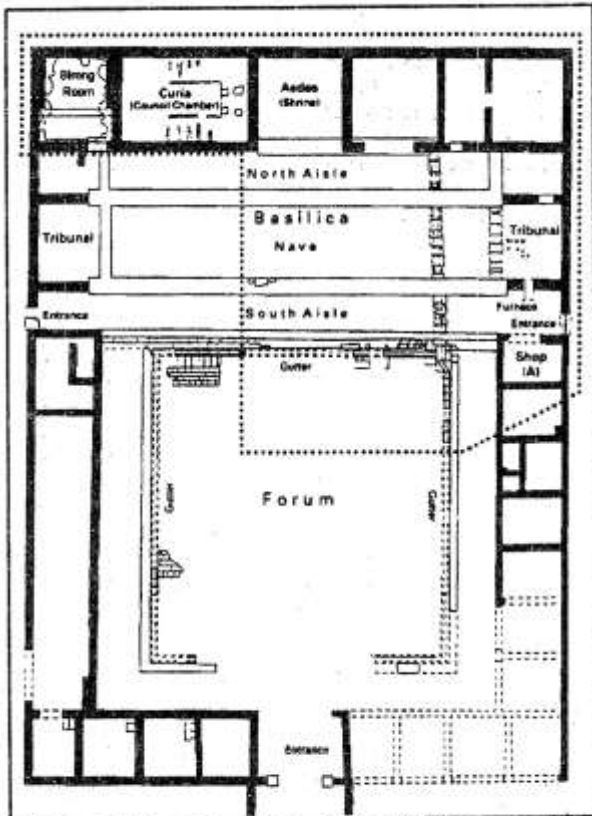 Strong
Room
Curia
(Council Chamber)
Aedes
(Shrine)
North Aisle
Basilica
Nave
Tribunal
Tribunal
Furnace
Entrance
South Aisle
Entrance
Shop
(A)
Gutter
Gutter
Forum
Gutter
Entrance